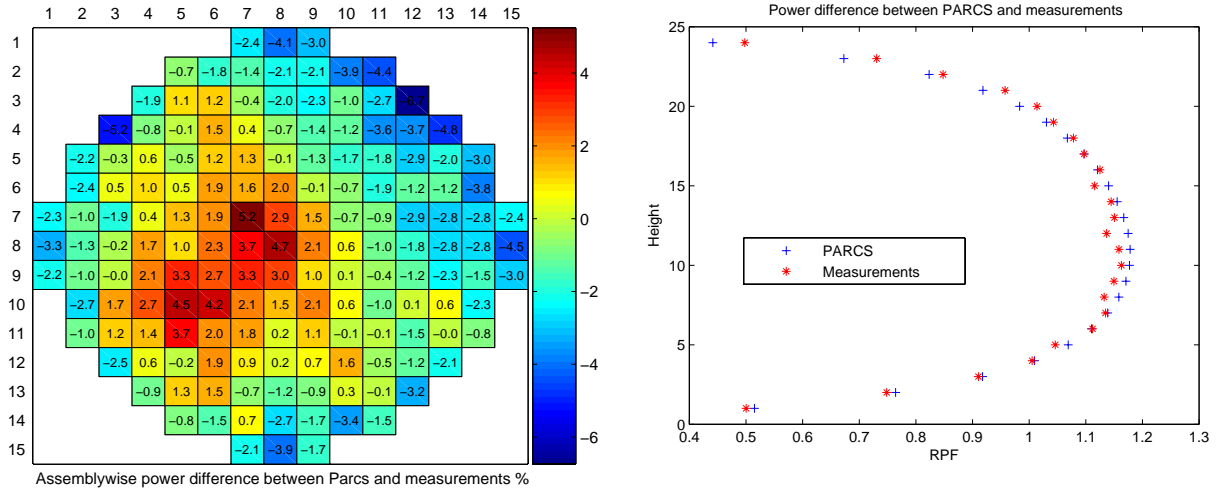 1 2 3 4 5 6 7 8 9 10 11 12 13 14 15
1 −2.4 −4.1 −3.0
2 −0.7 −1.8 −1.4 −2.1 −2.1 −3.9 −4.4
3 −1.9 1.1 1.2 −0.4 −2.0 −2.3 −1.0 −2.7
4 −5.2 −0.8 −0.1 1.5 0.4 −0.7 −1.4 −1.2 −3.6 −3.7 −4.8
5 −2.2 −0.3 0.6 −0.5 1.2 1.3 −0.1 −1.3 −1.7 −1.8 −2.9 −2.0 −3.0
6 −2.4 0.5 1.0 0.5 1.9 1.6 2.0 −0.1 −0.7 −1.9 −1.2 −1.2 −3.8
7 −2.3 −1.0 −1.9 0.4 1.3 1.9 5.2 2.9 1.5 −0.7 −0.9 −2.9 −2.8 −2.8 −2.4
8 −3.3 −1.3 −0.2 1.7 1.0 2.3 3.7 4.7 2.1 0.6 −1.0 −1.8 −2.8 −2.8 −4.5
9 −2.2 −1.0 −0.0 2.1 3.3 2.7 3.3 3.0 1.0 0.1 −0.4 −1.2 −2.3 −1.5 −3.0
10 −2.7 1.7 2.7 4.5 4.2 2.1 1.5 2.1 0.6 −1.0 0.1 0.6 −2.3
11 −1.0 1.2 1.4 3.7 2.0 1.8 0.2 1.1 −0.1 −0.1 −1.5 −0.0 −0.8
12 −2.5 0.6 −0.2 1.9 0.9 0.2 0.7 1.6 −0.5 −1.2 −2.1
13 −0.9 1.3 1.5 −0.7 −1.2 −0.9 0.3 −0.1 −3.2
14 −0.8 −1.5 0.7 −2.7 −1.7 −3.4 −1.5
15 −2.1 −3.9 −1.7
4
2
0
−2
−4
−6
Assemblywise power difference between Parcs and measurements %
Power difference between PARCS and measurements
25
20
15
10
5
0
Height
PARCS
Measurements
0.4 0.5 0.6 0.7 0.8 0.9 1 1.1 1.2 1.3
RPF